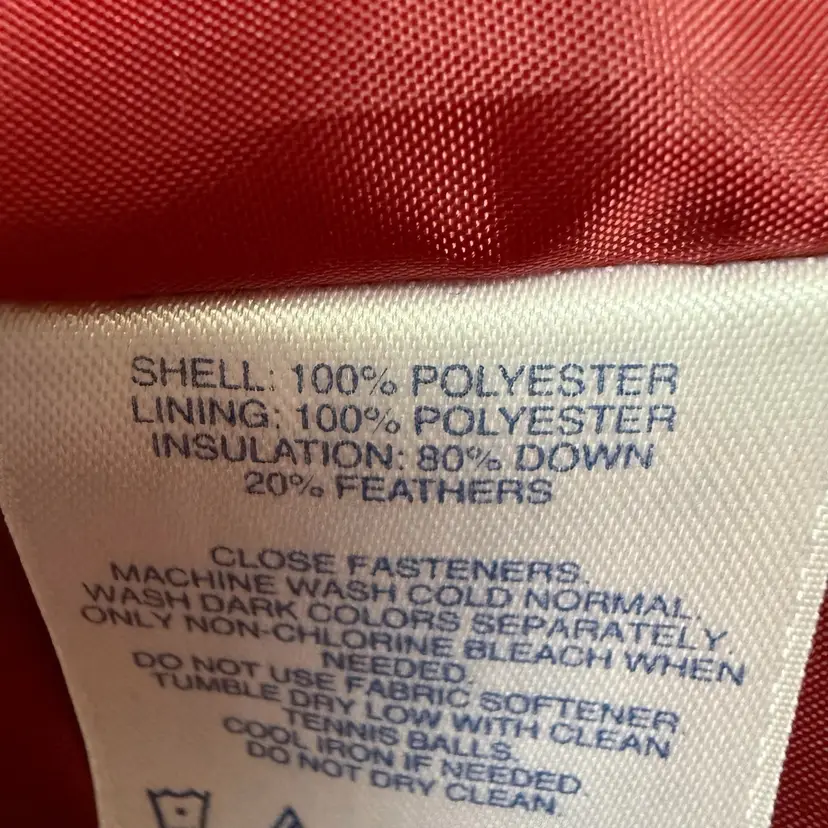 SHELL: 100% POLYESTER
LINING: 100% POLYESTER
INSULATION: 80% DOWN
20% FEATHERS
CLOSE FASTENERS.
MACHINE WASH COLD NORMAL.
WASH DARK COLORS SEPARATELY.
ONLY NON-CHLORINE BLEACH WHEN
NEEDED.
DO NOT USE FABRIC SOFTENER
TUMBLE DRY LOW WITH CLEAN
TENNIS BALLS.
COOL IRON IF NEEDED
DO NOT DRY CLEAN.